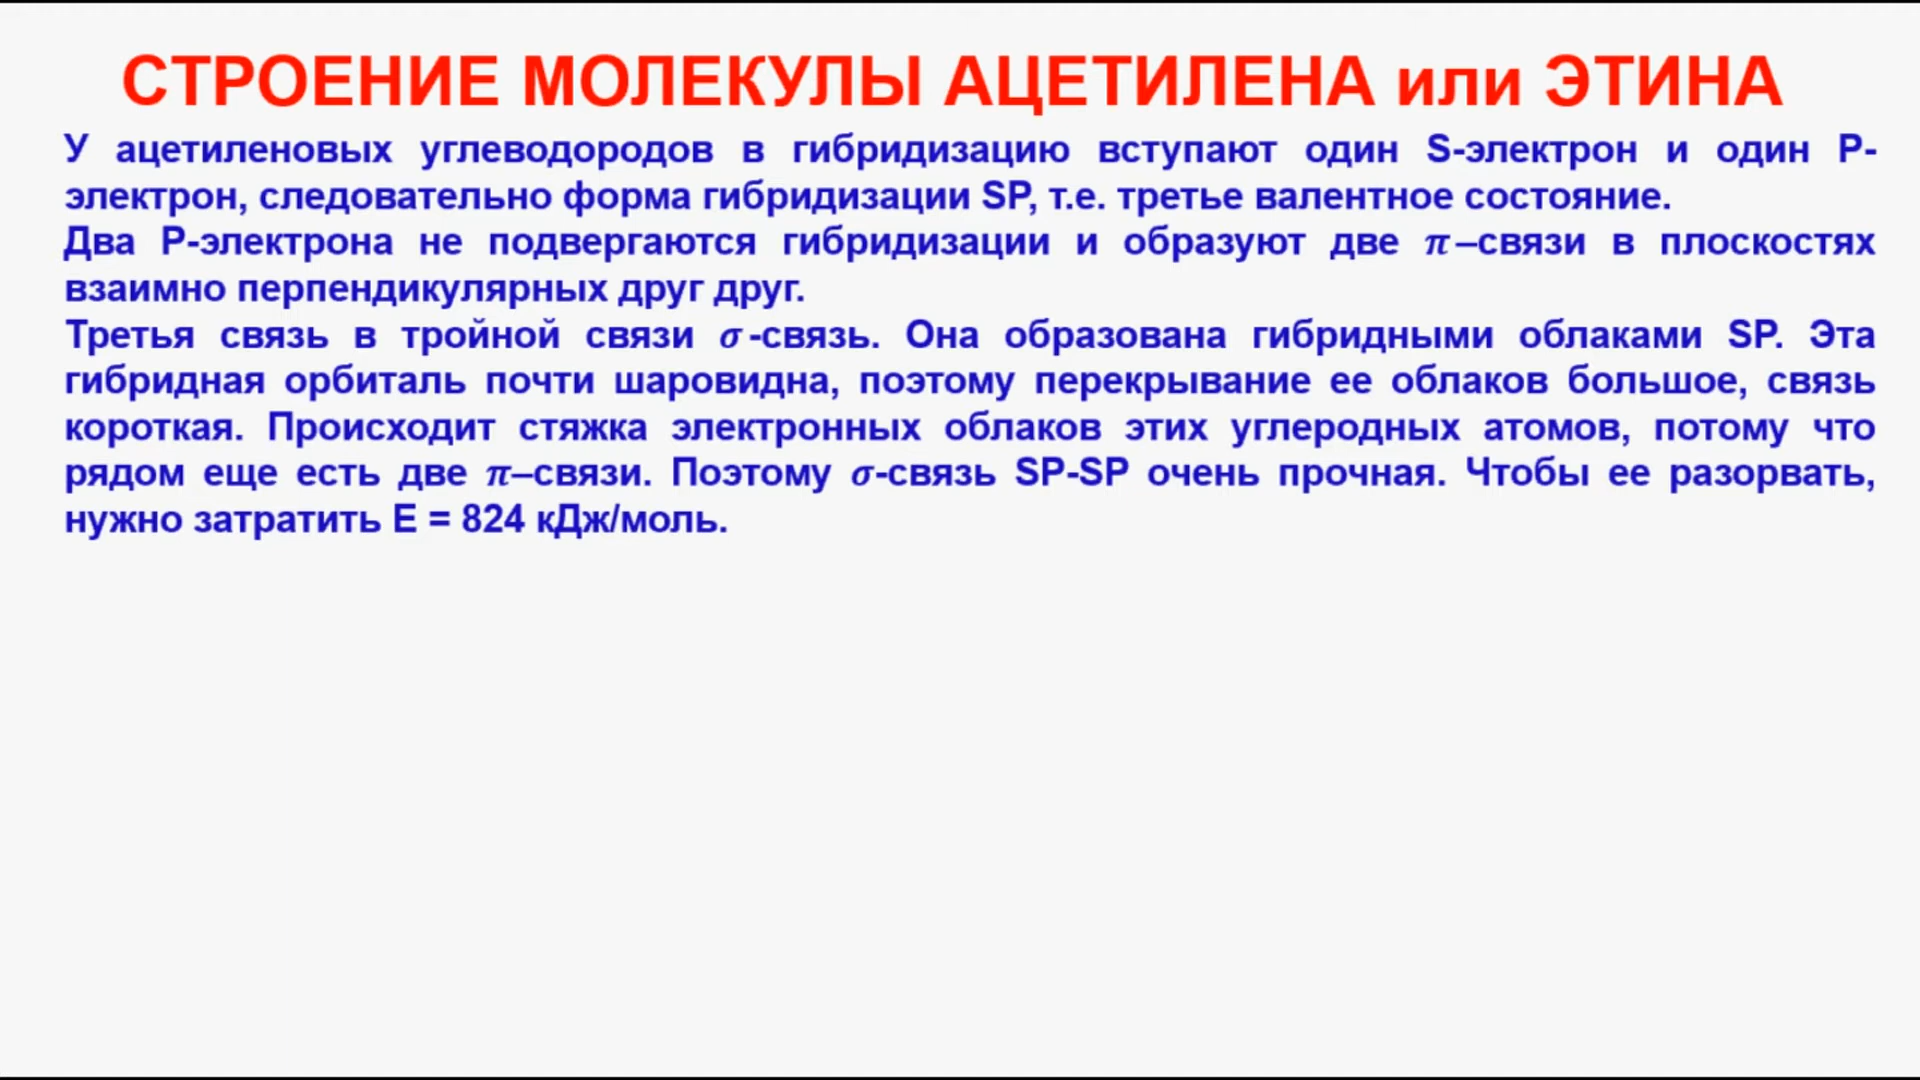 СТРОЕНИЕ МОЛЕКУЛЫ АЦЕТИЛЕНА или ЭТИНА
У ацетиленовых углеводородов в гибридизацию вступают один S-электрон и один P-
электрон, следовательно форма гибридизации SP, т.е. третье валентное состояние.
Два P-электрона не подвергаются гибридизации и образуют две π–связи в плоскостях
взаимно перпендикулярных друг друг.
Третья связь в тройной связи σ-связь. Она образована гибридными облаками SP. Эта
гибридная орбиталь почти шаровидна, поэтому перекрывание ее облаков большое, связь
короткая. Происходит стяжка электронных облаков этих углеродных атомов, потому что
рядом еще есть две π–связи. Поэтому σ-связь SP-SP очень прочная. Чтобы ее разорвать,
нужно затратить E = 824 кДж/моль.